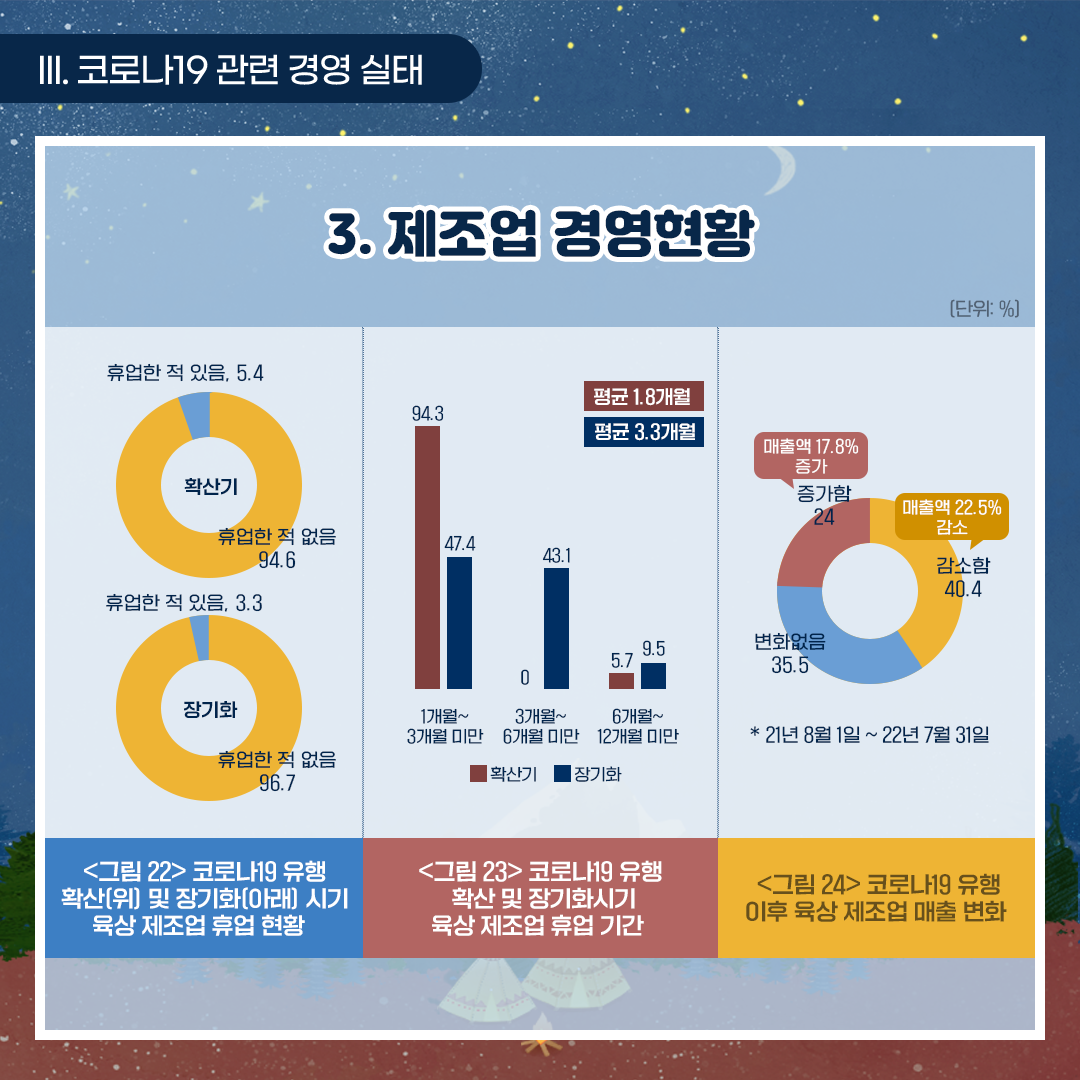 III. 코로나19 관련 경영 실태
3. 제조업 경영현황
(단위: %)
휴업한 적 있음, 5.4
확산기
휴업한 적 없음
94.6
휴업한 적 있음, 3.3
장기화
휴업한 적 없음
96.7
<그림 22> 코로나19 유행
확산(위) 및 장기화(아래) 시기
육상 제조업 휴업 현황
평균 1.8개월
평균 3.3개월
94.3
47.4
0
43.1
5.7
9.5
1개월~
3개월 미만
3개월~
6개월 미만
6개월~
12개월 미만
확산기
장기화
<그림 23> 코로나19 유행
확산 및 장기화시기
육상 제조업 휴업 기간
매출액 17.8%
증가
증가함
24
매출액 22.5%
감소
감소함
40.4
변화없음
35.5
* 21년 8월 1일 ~ 22년 7월 31일
<그림 24> 코로나19 유행
이후 육상 제조업 매출 변화